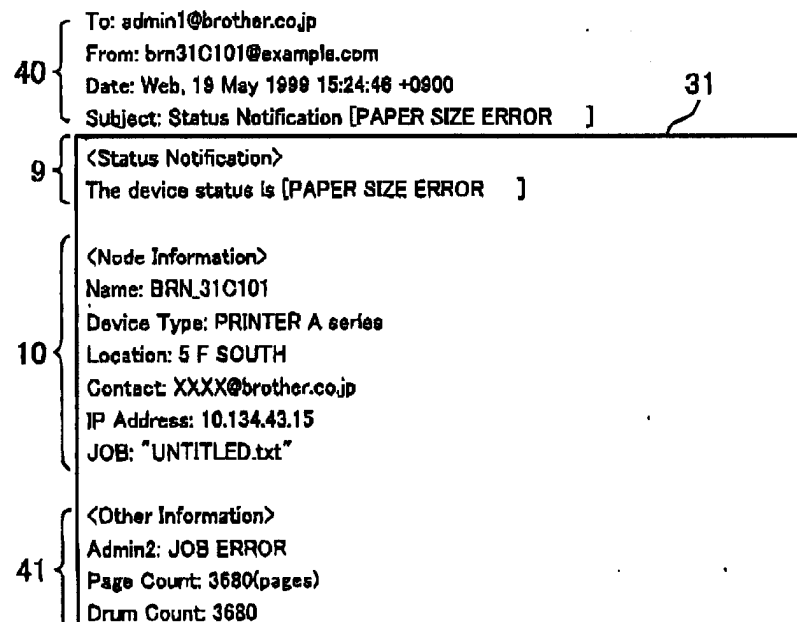 To: admin1@brother.co.jp
40 From: brn31C101@example.com
Date: Web, 19 May 1999 15:24:46 +0900
31
Subject: Status Notification [PAPER SIZE ERROR ]
9 <Status Notification>
The device status is [PAPER SIZE ERROR ]
<Node Information>
Name: BRN_31C101
Device Type: PRINTER A series
10 Location: 5 F SOUTH
Contact: XXXX@brother.co.jp
IP Address: 10.134.43.15
JOB: "UNTITLED.txt"
<Other Information>
Admin2: JOB ERROR
41 Page Count: 3680(pages)
Drum Count: 3680